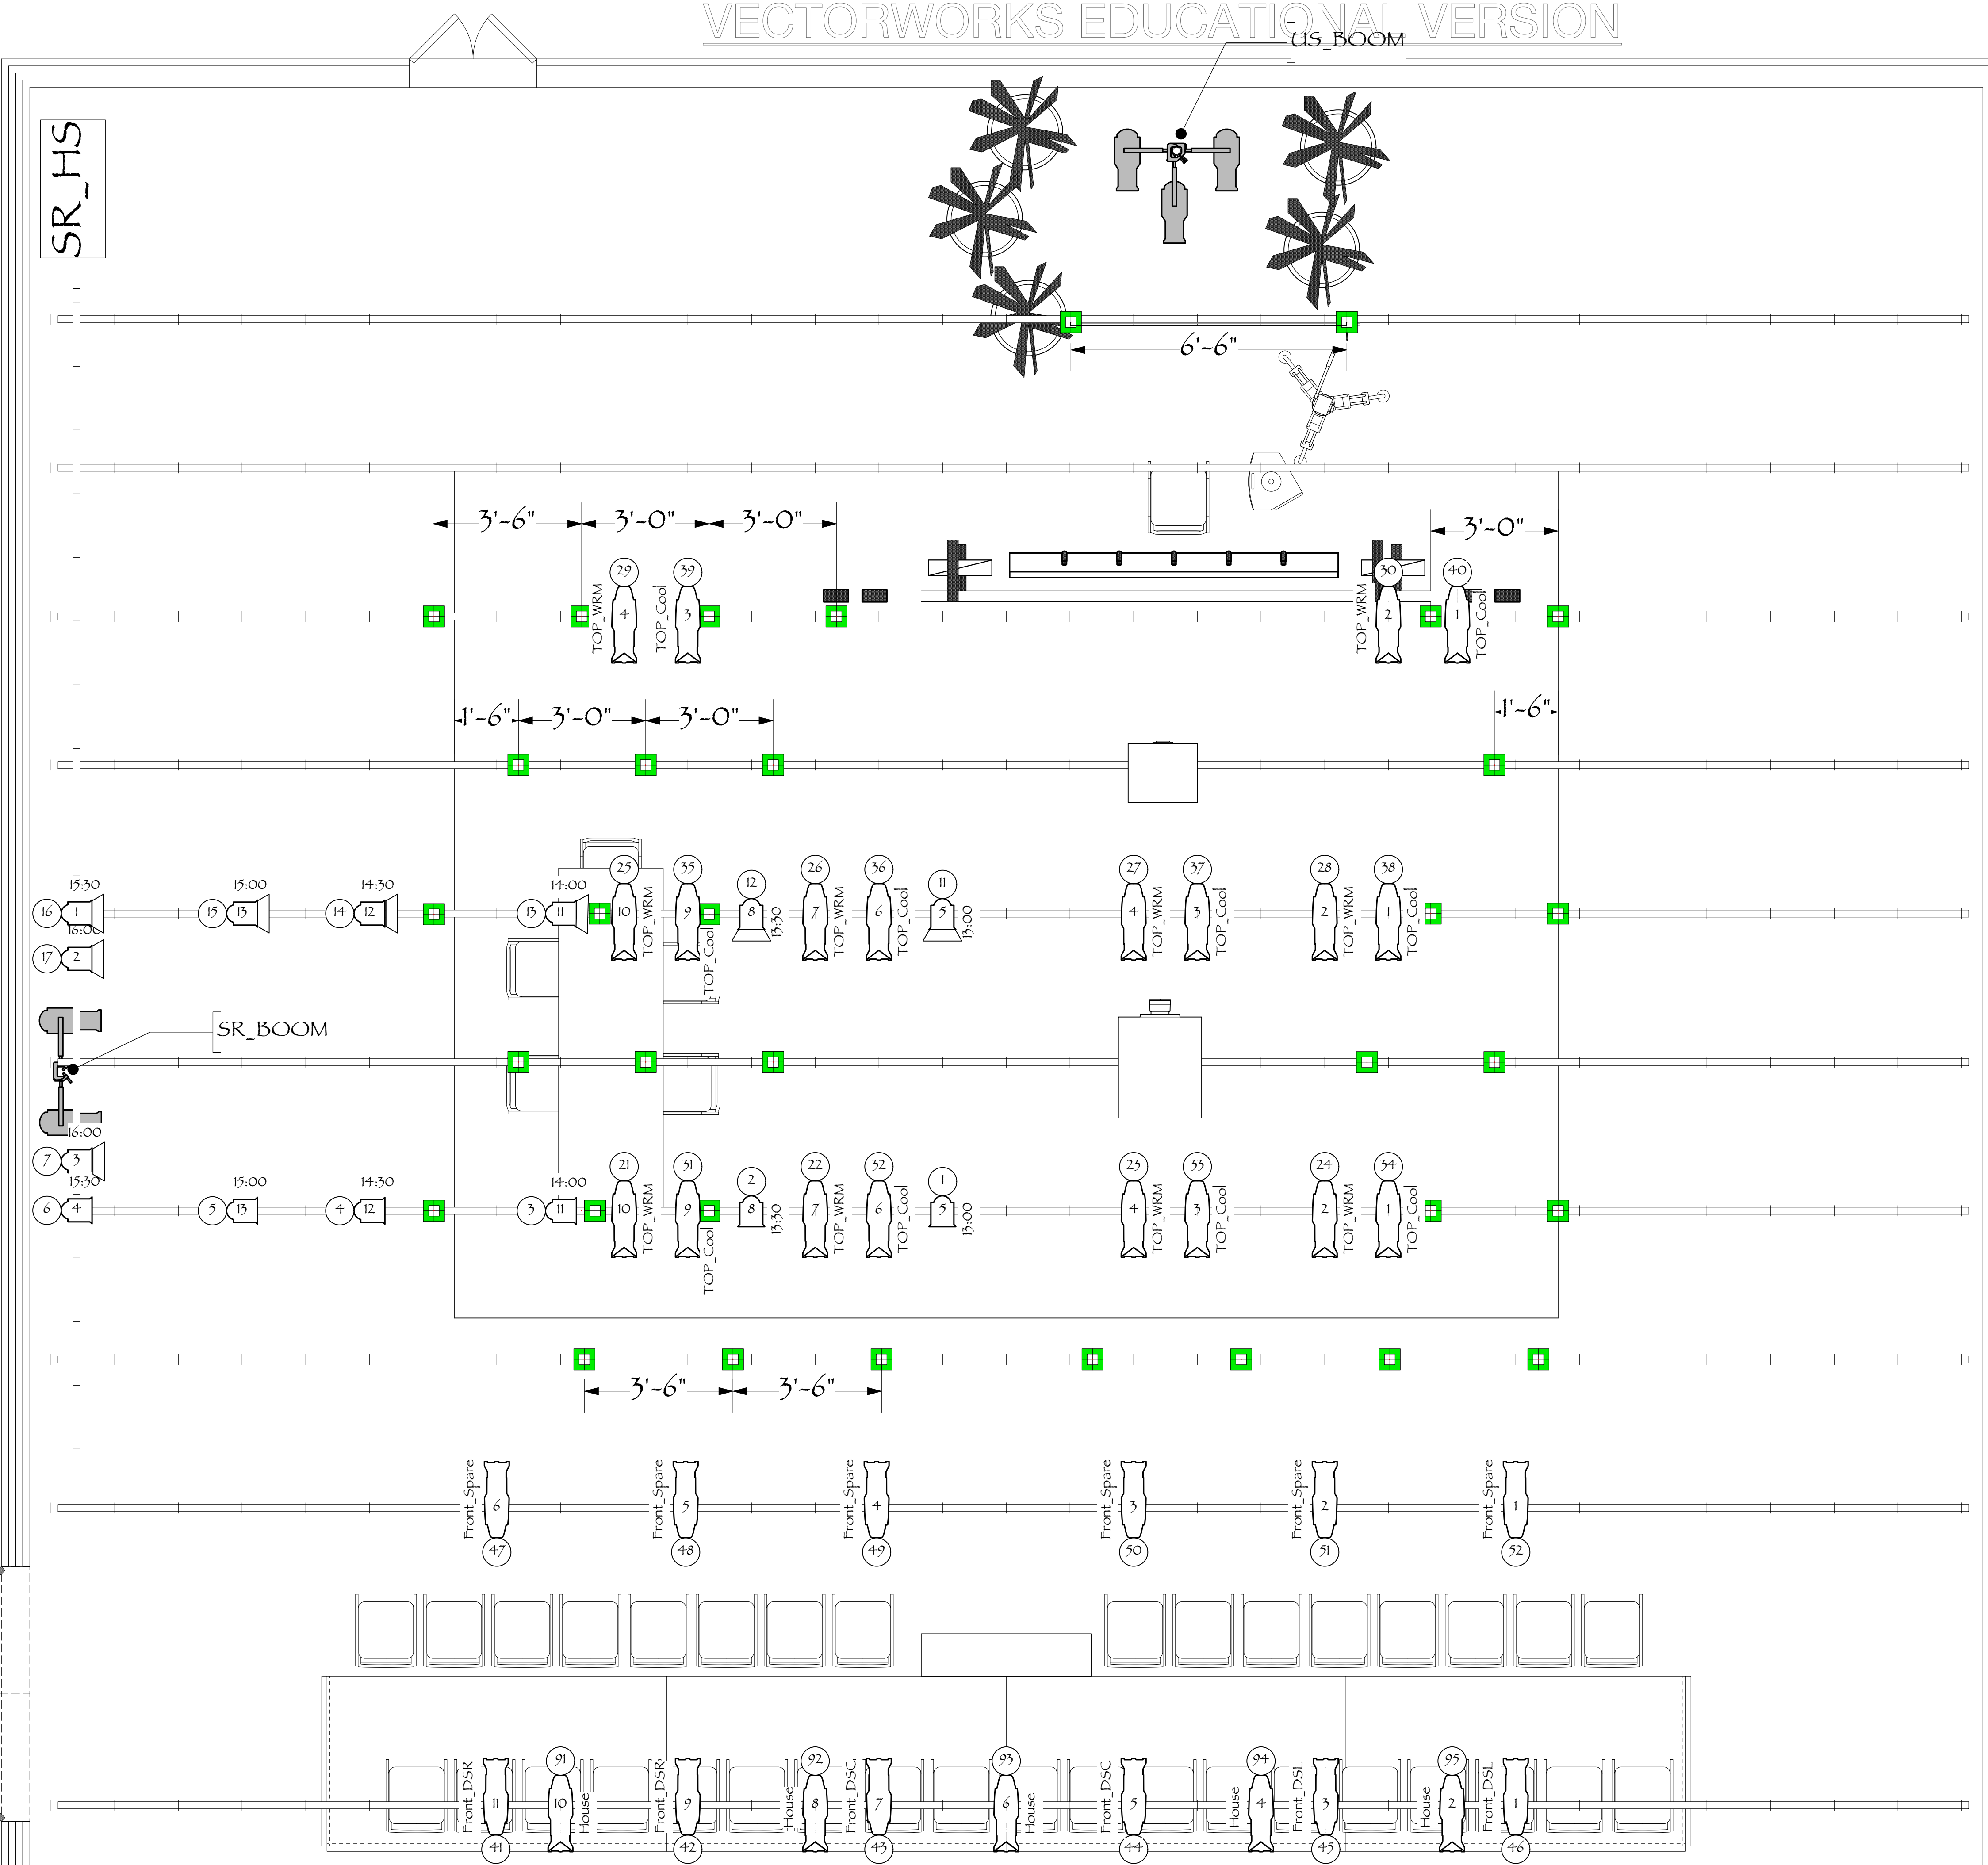 VECTORWORKS EDUCATIONAL VERSION
US_BOOM
SR_HS
6'-6"
3'-6" 3'-0" 3'-0" 3'-0"
29 39 30 40
TOP_WRM 4 TOP_Cool 3 TOP_WRM 2 1 TOP_Cool
1'-6" 3'-0" 3'-0" 1'-6"
15:30 15:00 14:30 14:00
25 35 12 26 36 11 27 37 28 38
16 1 15 13 14 12 13 11 10 TOP_WRM 9 TOP_Cool 8 13:30 7 TOP_WRM 6 TOP_Cool 5 13:00 4 TOP_WRM 3 TOP_Cool 2 TOP_WRM 1 TOP_Cool
16:00
17 2
SR_BOOM
16:00
7 3
15:30 15:00 14:30 14:00
21 31 2 22 32 1 23 33 24 34
6 4 5 13 4 12 3 11 10 TOP_WRM 9 TOP_Cool 8 13:30 7 TOP_WRM 6 TOP_Cool 5 13:00 4 TOP_WRM 3 TOP_Cool 2 TOP_WRM 1 TOP_Cool
3'-6" 3'-6"
Front_Spare 6 Front_Spare 5 Front_Spare 4 Front_Spare 3 Front_Spare 2 Front_Spare 1
47 48 49 50 51 52
91 92 93 94 95
Front_DSR 11 10 House Front_DSR 9 House 8 Front_DSC 7 6 House Front_DSC 5 House 4 Front_DSL 3 House 2 Front_DSL 1
41 42 43 44 45 46